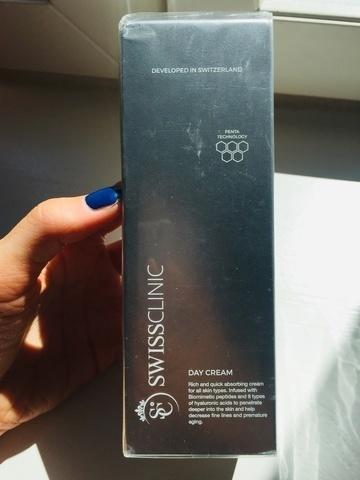 DEVELOPED IN SWITZERLAND
PENTA
TECHNOLOGY
SWISSCLINIC
SC
DAY CREAM
Rich and quick absorbing cream
for all skin types. Infused with
Biomimetic peptides and 8 types
of hyaluronic acids to penetrate
deeper into the skin and help
decrease fine lines and premature
aging.